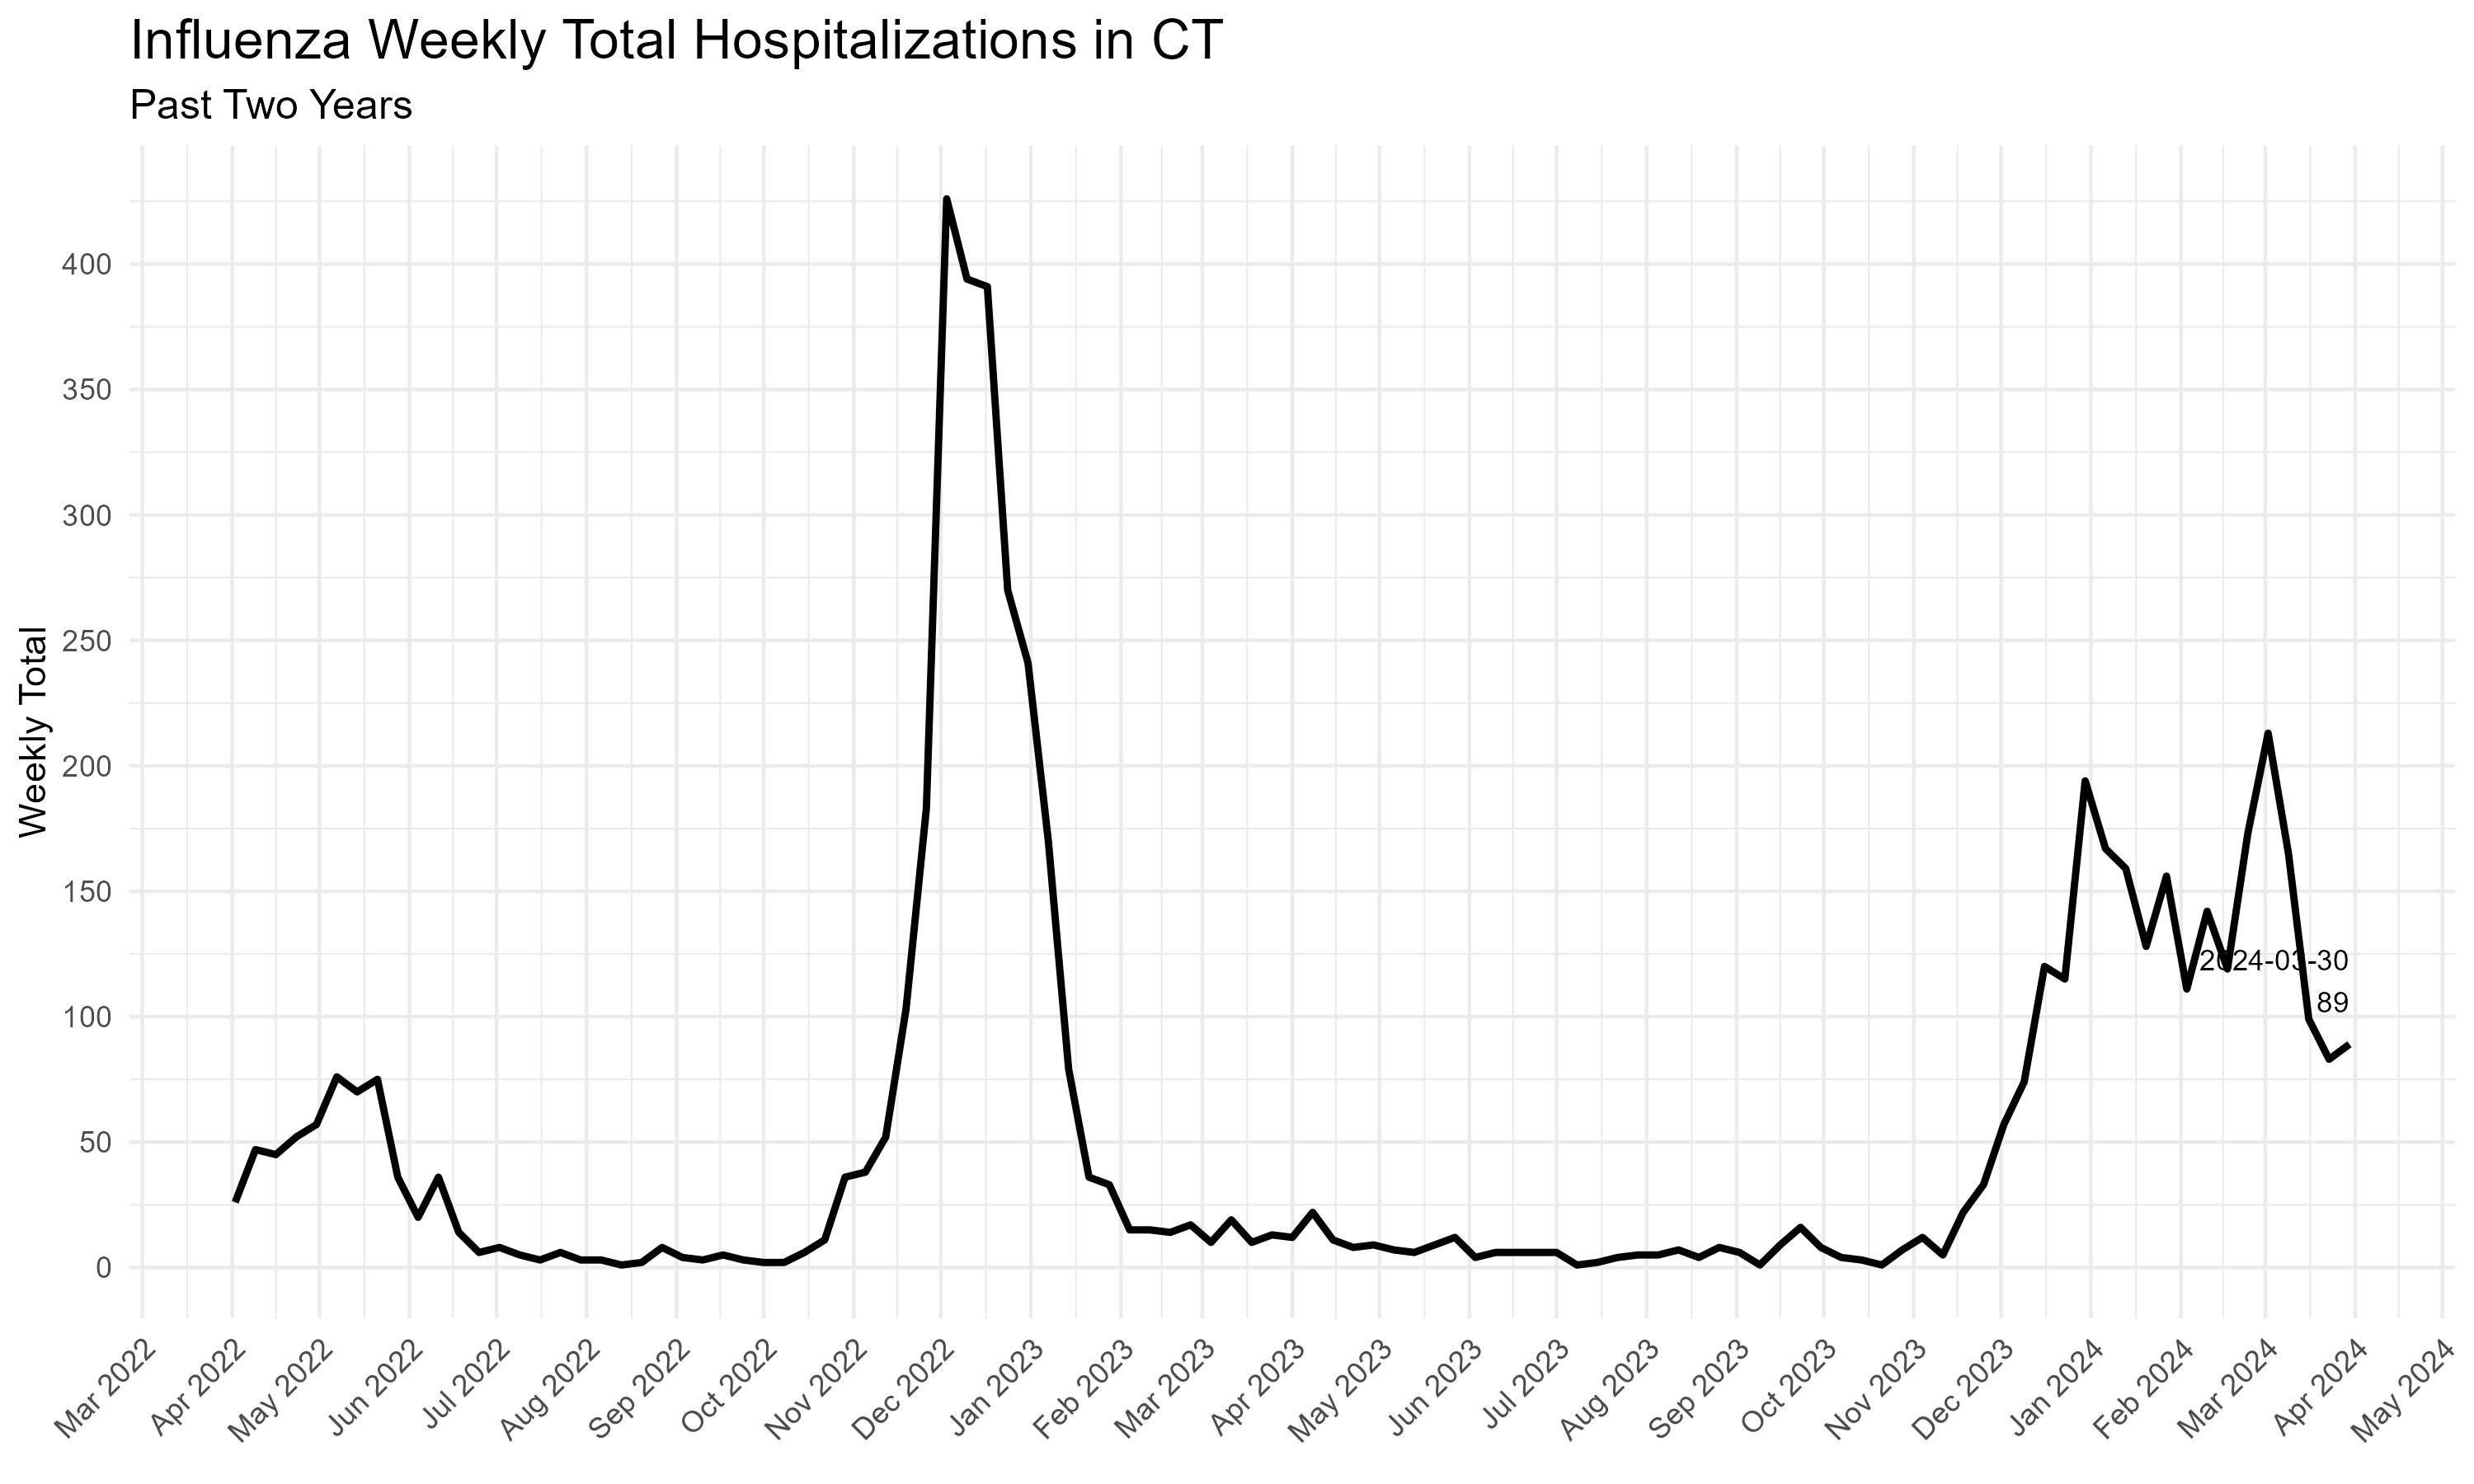 Influenza Weekly Total Hospitalizations in CT
Past Two Years
Weekly Total
400
350
300
250
200
150
100
50
0
2024-03-30
89
Mar 2022
Apr 2022
May 2022
Jun 2022
Jul 2022
Aug 2022
Sep 2022
Oct 2022
Nov 2022
Dec 2022
Jan 2023
Feb 2023
Mar 2023
Apr 2023
May 2023
Jun 2023
Jul 2023
Aug 2023
Sep 2023
Oct 2023
Nov 2023
Dec 2023
Jan 2024
Feb 2024
Mar 2024
Apr 2024
May 2024